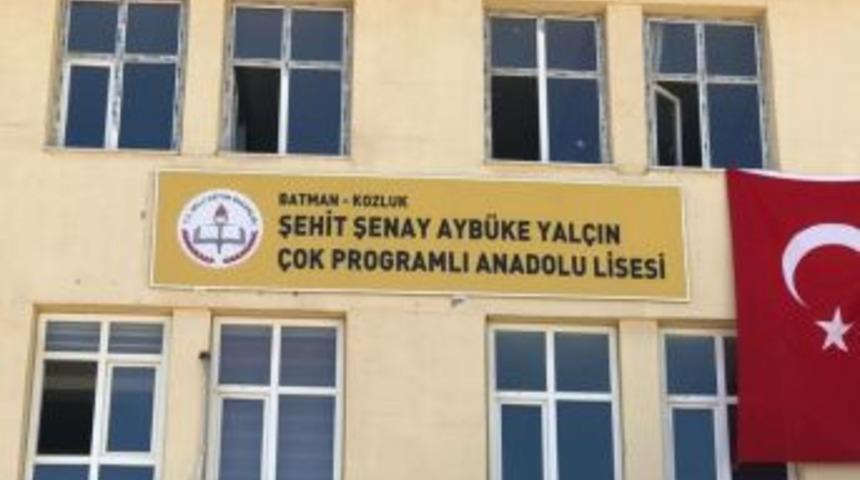 BATMAN - KOZLUK
ŞEHİT ŞENAY AYBÜKE YALÇIN
ÇOK PROGRAMLI ANADOLU LİSESİ